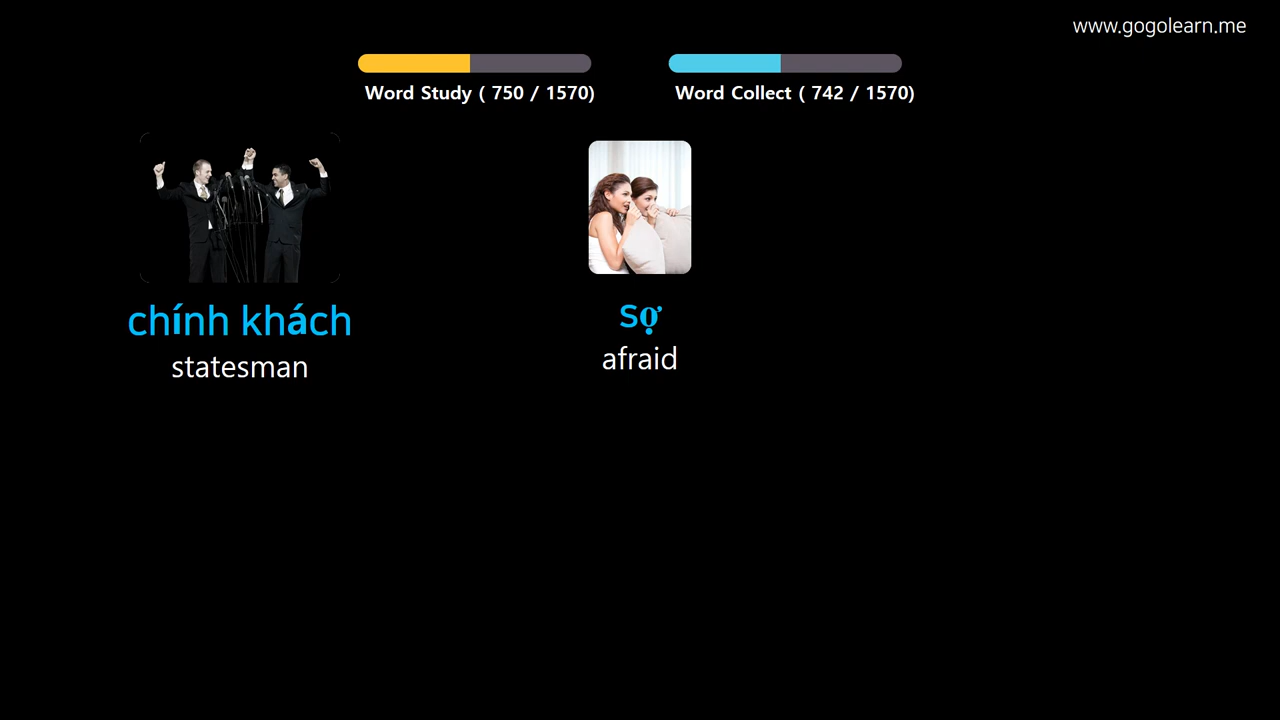 www.gogolearn.me
Word Study ( 750 / 1570)
Word Collect ( 742 / 1570)
chính khách
statesman
sợ
afraid